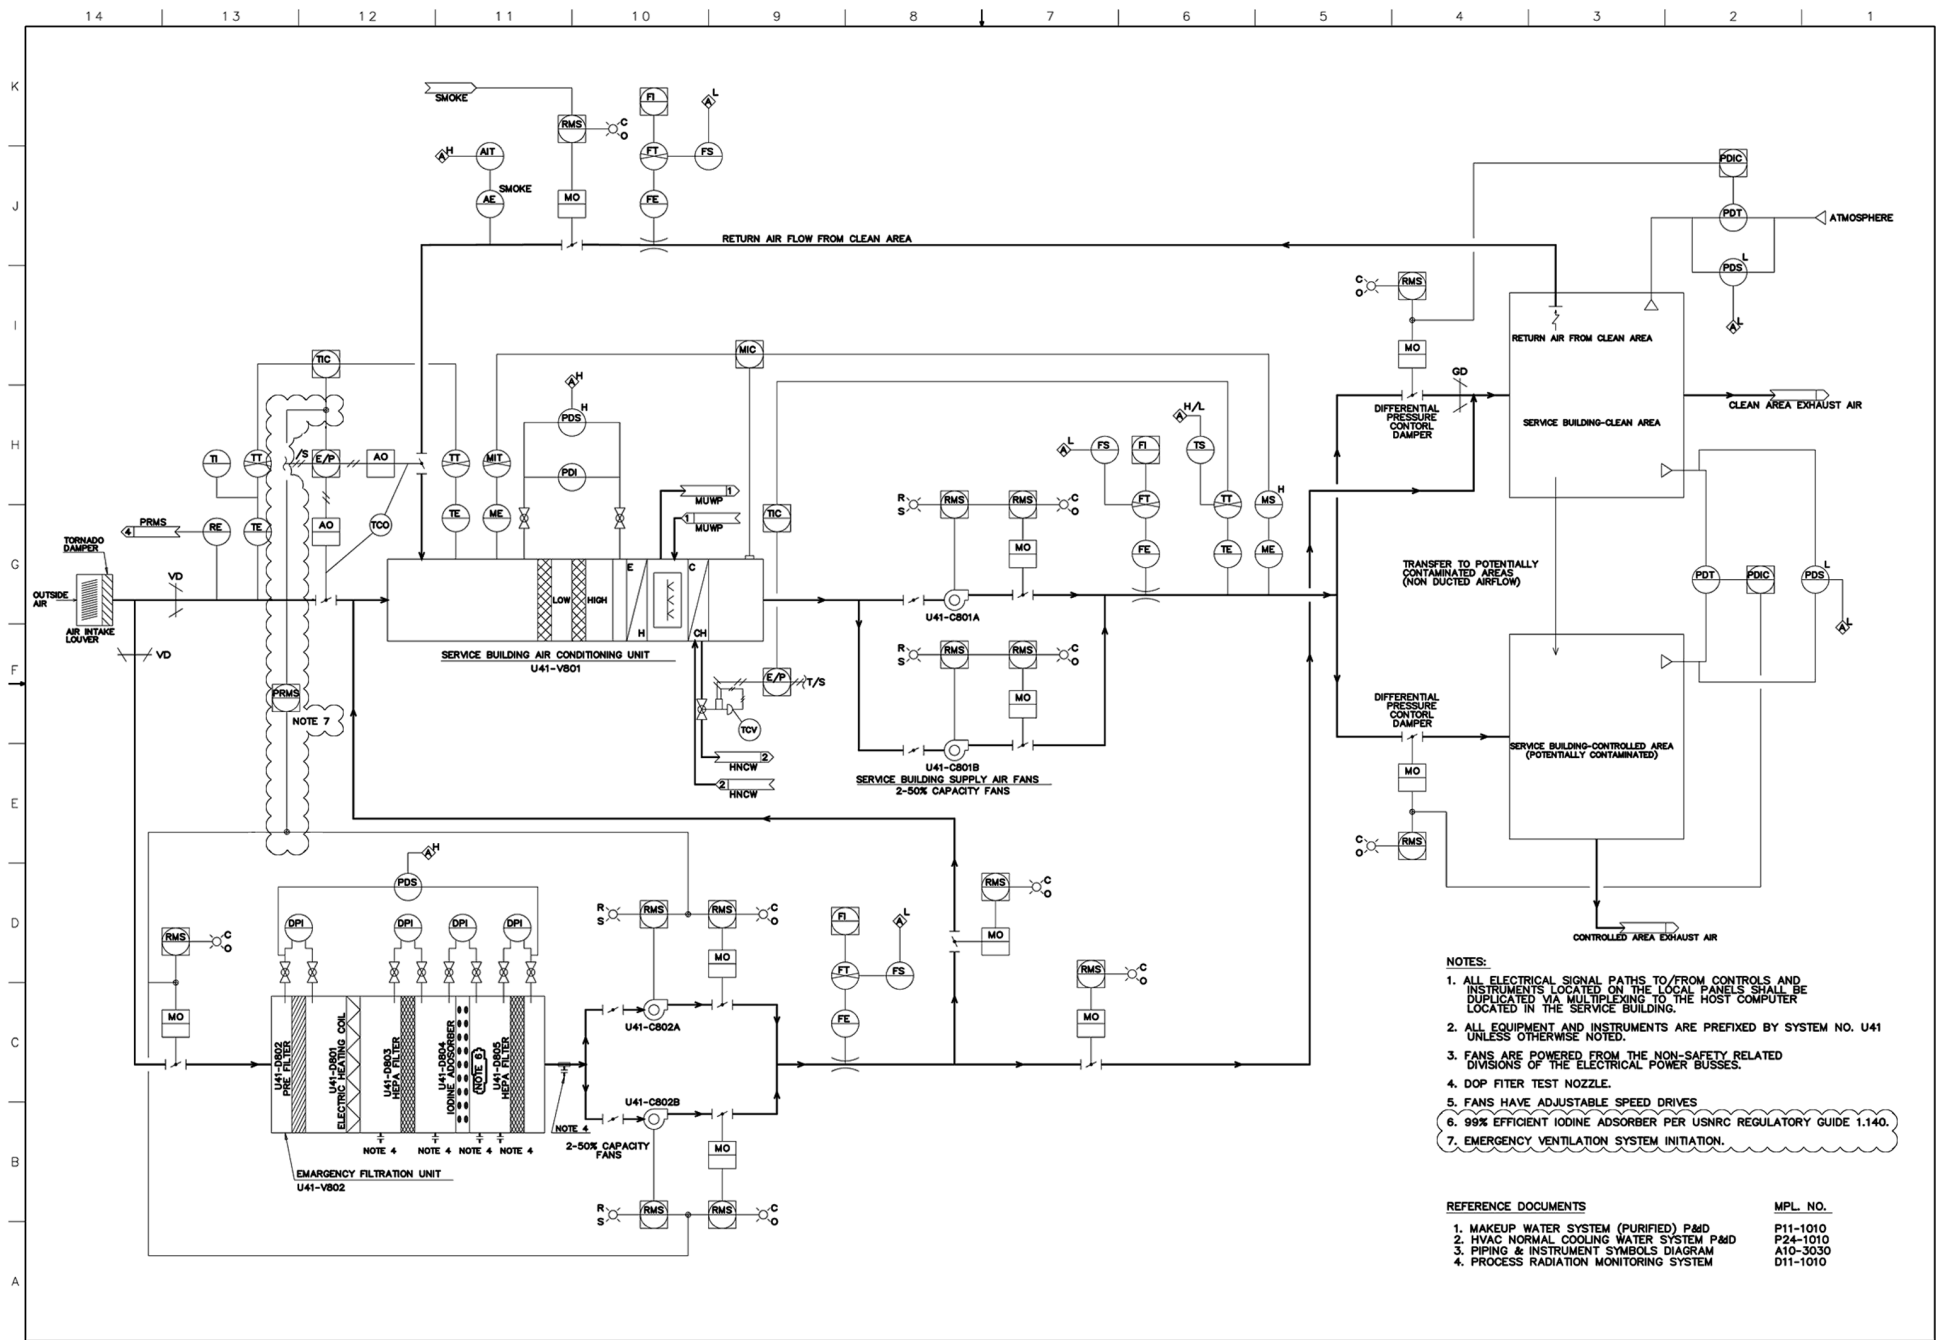 14 13 12 11 10 9 8 7 6 5 4 3 2 1
K
J
I
H
G
F
E
D
C
B
A
SMOKE
RMS
C
O
FI
A
L
A
H
AIT
FT
FS
AE
SMOKE
MO
FE
RETURN AIR FLOW FROM CLEAN AREA
PDIC
PDT
ATMOSPHERE
PDS
L
A
L
C
O
RMS
MO
RETURN AIR FROM CLEAN AREA
GD
DIFFERENTIAL
PRESSURE
CONTORL
DAMPER
SERVICE BUILDING-CLEAN AREA
CLEAN AREA EXHAUST AIR
TIC
MIC
A
H
PDS
H
PDI
TI
TT
/S
E/P
AO
TT
MIT
PRMS
4
RE
TE
AO
TCO
TE
ME
MUWP
1
1
MUWP
TIC
A
L
FS
FI
A
H/L
TS
R
S
RMS
RMS
C
O
FT
TT
MS
H
MO
FE
TE
ME
TORNADO
DAMPER
OUTSIDE
AIR
AIR INTAKE
LOUVER
VD
VD
LOW
HIGH
E
H
C
CH
SERVICE BUILDING AIR CONDITIONING UNIT
U41-V801
U41-C801A
R
S
RMS
RMS
C
O
MO
E/P
T/S
TCV
HNCW
2
2
HNCW
U41-C801B
SERVICE BUILDING SUPPLY AIR FANS
2-50% CAPACITY FANS
TRANSFER TO POTENTIALLY
CONTAMINATED AREAS
(NON DUCTED AIRFLOW)
PDT
PDIC
PDS
L
A
L
DIFFERENTIAL
PRESSURE
CONTORL
DAMPER
MO
C
O
RMS
SERVICE BUILDING-CONTROLLED AREA
(POTENTIALLY CONTAMINATED)
CONTROLLED AREA EXHAUST AIR
PRMS
NOTE 7
A
H
PDS
DPI
DPI
DPI
DPI
RMS
C
O
MO
U41-D802
PRE FILTER
U41-D801
ELECTRIC HEATING COIL
U41-D803
HEPA FILTER
U41-D804
IODINE ADOSORBER
(NOTE 6)
U41-D805
HEPA FILTER
NOTE 4
NOTE 4
NOTE 4
NOTE 4
NOTE 4
EMARGENCY FILTRATION UNIT
U41-V802
R
S
RMS
RMS
C
O
MO
U41-C802A
U41-C802B
2-50% CAPACITY
FANS
MO
R
S
RMS
RMS
C
O
FI
A
L
FT
FS
FE
RMS
C
O
MO
RMS
C
O
MO
NOTES:
1. ALL ELECTRICAL SIGNAL PATHS TO/FROM CONTROLS AND
INSTRUMENTS LOCATED ON THE LOCAL PANELS SHALL BE
DUPLICATED VIA MULTIPLEXING TO THE HOST COMPUTER
LOCATED IN THE SERVICE BUILDING.
2. ALL EQUIPMENT AND INSTRUMENTS ARE PREFIXED BY SYSTEM NO. U41
UNLESS OTHERWISE NOTED.
3. FANS ARE POWERED FROM THE NON-SAFETY RELATED
DIVISIONS OF THE ELECTRICAL POWER BUSSES.
4. DOP FITER TEST NOZZLE.
5. FANS HAVE ADJUSTABLE SPEED DRIVES
6. 99% EFFICIENT IODINE ADSORBER PER USNRC REGULATORY GUIDE 1.140.
7. EMERGENCY VENTILATION SYSTEM INITIATION.
REFERENCE DOCUMENTS MPL. NO.
1. MAKEUP WATER SYSTEM (PURIFIED) P&ID P11-1010
2. HVAC NORMAL COOLING WATER SYSTEM P&ID P24-1010
3. PIPING & INSTRUMENT SYMBOLS DIAGRAM A10-3030
4. PROCESS RADIATION MONITORING SYSTEM D11-1010